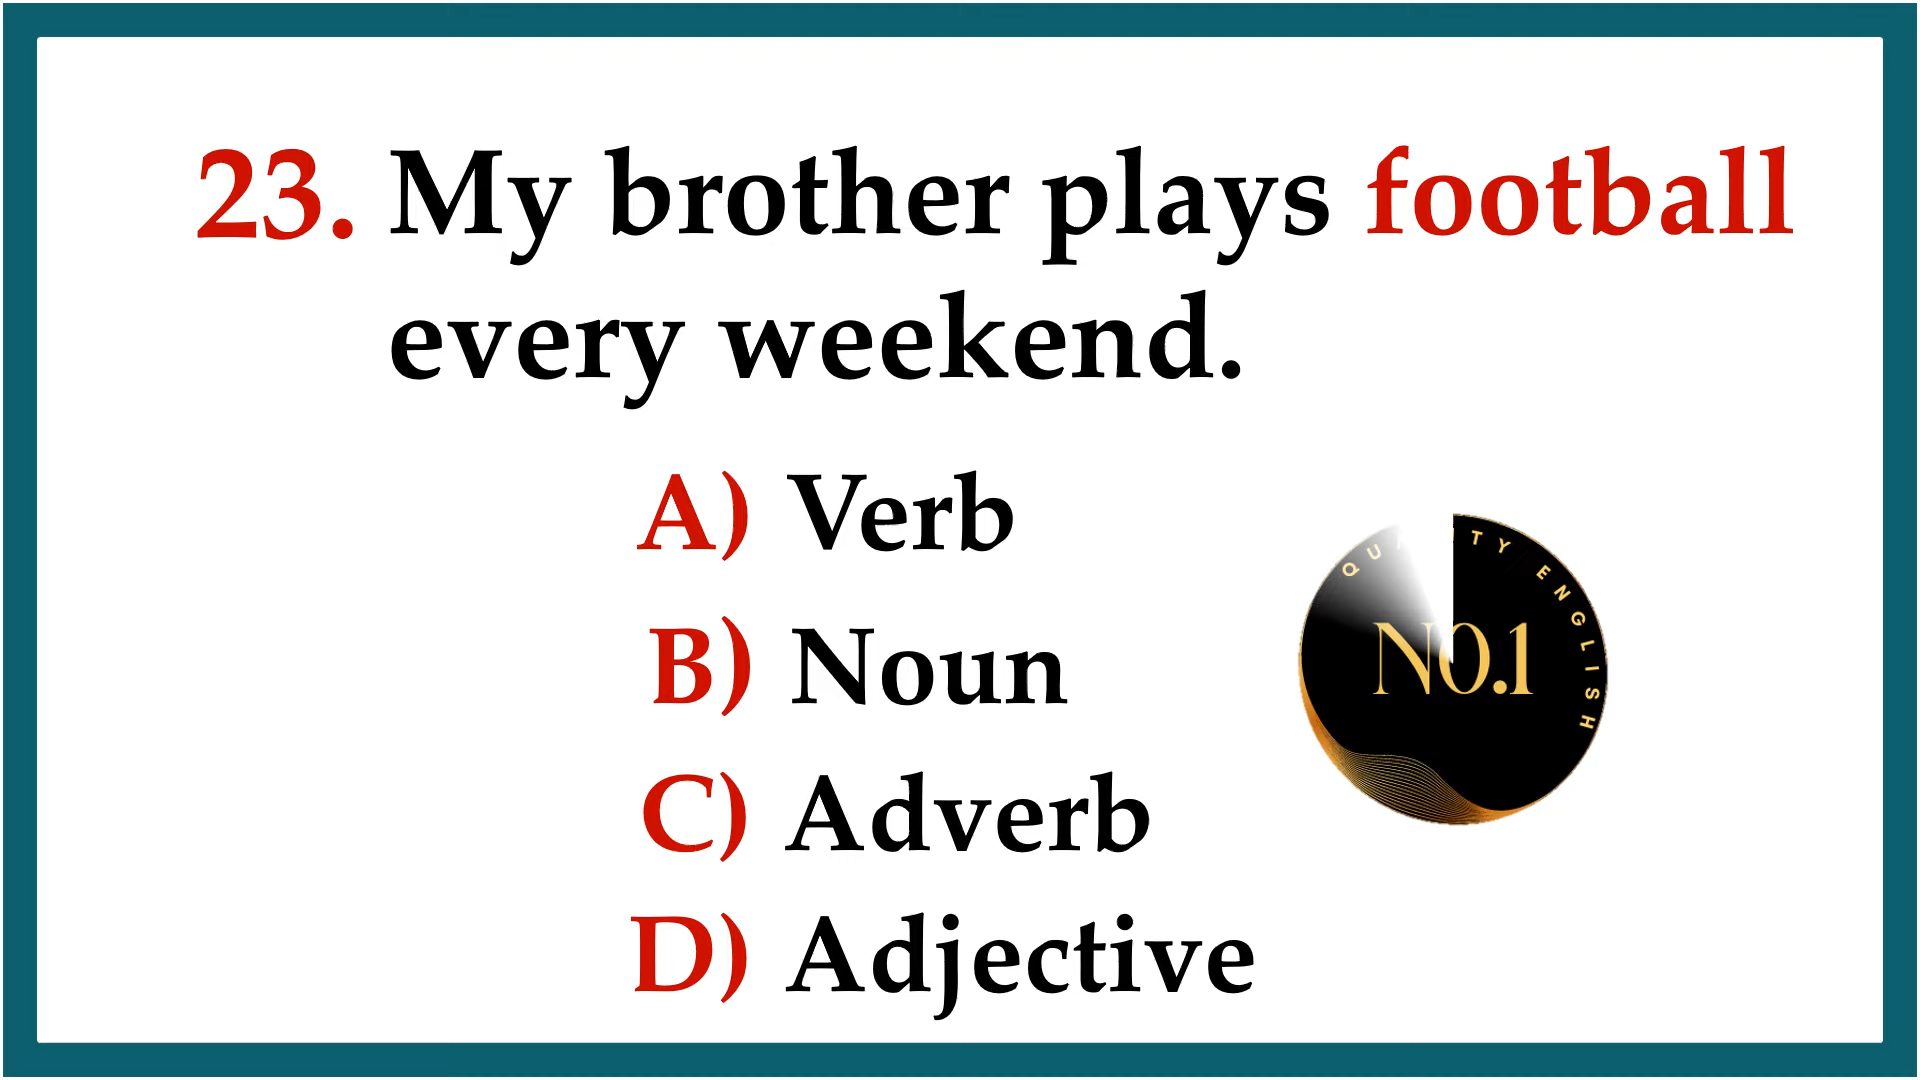 23. My brother plays football
every weekend.
A) Verb
B) Noun
C) Adverb
D) Adjective
NO.1
ENGLISH